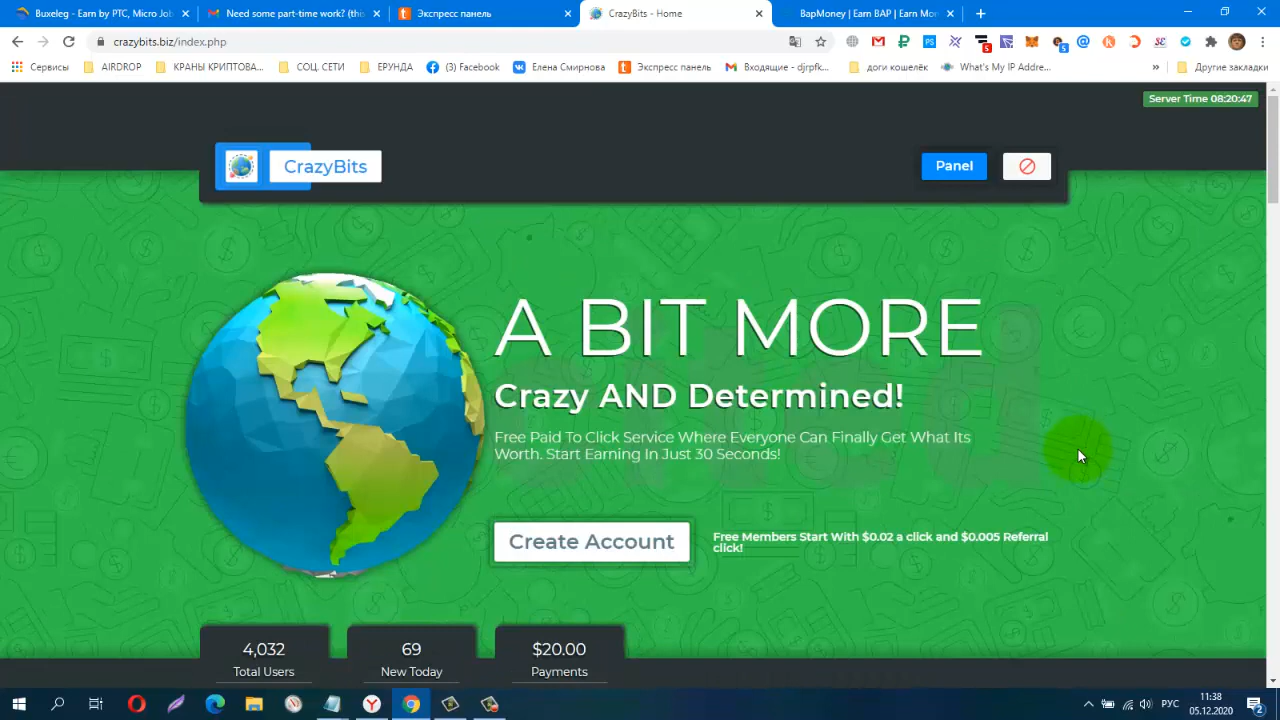 Buxeleg - Earn by PTC, Micro Job
Need some part-time work? (this
Экспресс панель
CrazyBits - Home
BapMoney | Earn BAP | Earn Mon
crazybits.biz/index.php
Сервисы
AIRDROP
КРАНЫ КРИПТОВА...
СОЦ. СЕТИ
ЕРУНДА
(3) Facebook
Елена Смирнова
Экспресс панель
Входящие - djrpfk...
доги кошелёк
What's My IP Addre...
»
Другие закладки
Server Time 08:20:47
CrazyBits
Panel
A BIT MORE
Crazy AND Determined!
Free Paid To Click Service Where Everyone Can Finally Get What Its
Worth. Start Earning In Just 30 Seconds!
Create Account
Free Members Start With $0.02 a click and $0.005 Referral
click!
4,032
Total Users
69
New Today
$20.00
Payments
РУС
11:38
05.12.2020
2